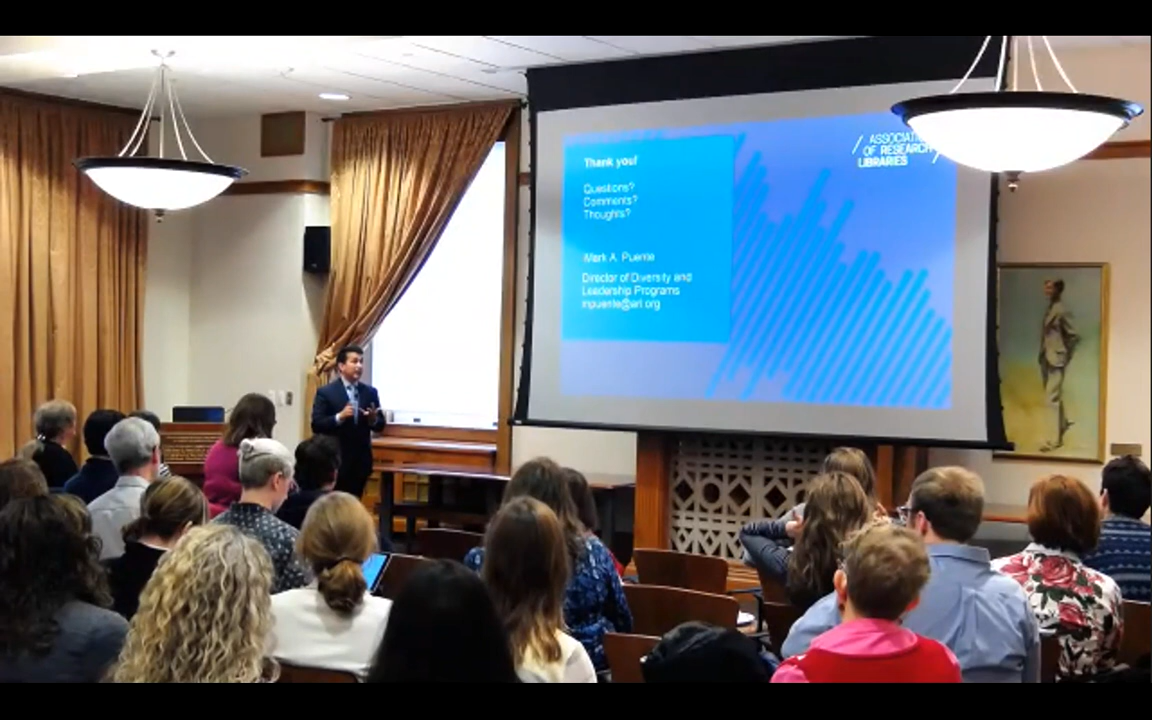 Thank you!
Questions?
Comments?
Thoughts?
Mark A. Puente
Director of Diversity and
Leadership Programs
mpuente@arl.org
/ ASSOCIATION
OF RESEARCH
LIBRARIES /